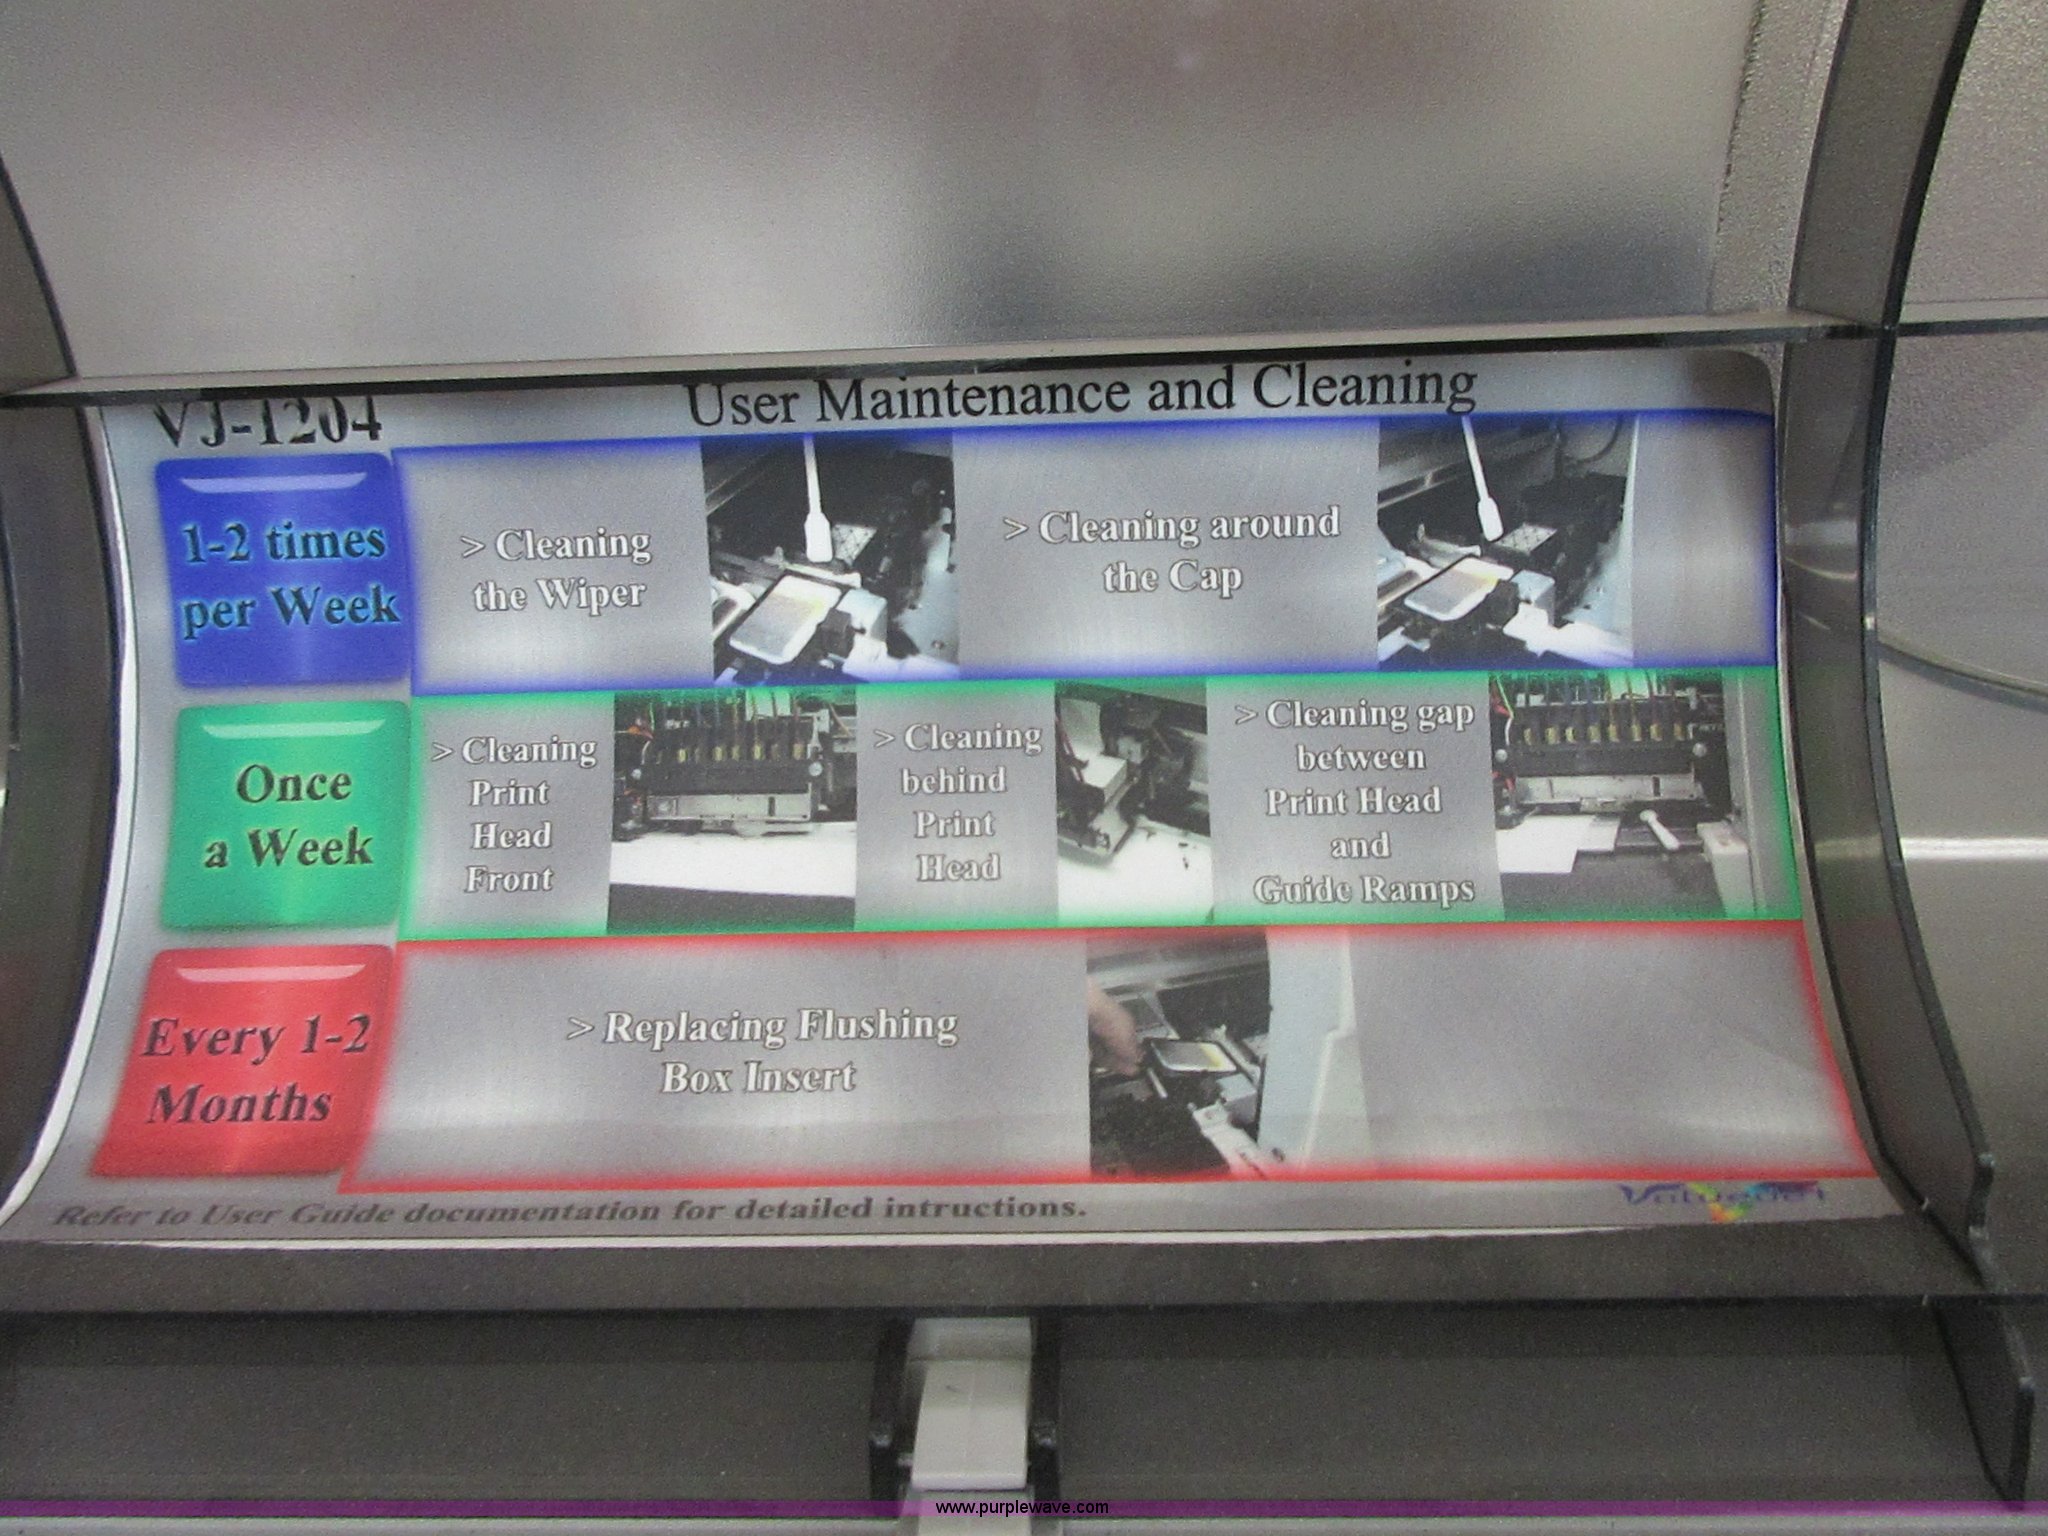 VJ-1204
User Maintenance and Cleaning
1-2 times
per Week
> Cleaning
the Wiper
> Cleaning around
the Cap
Once
a Week
> Cleaning
Print
Head
Front
> Cleaning
behind
Print
Head
> Cleaning gap
between
Print Head
and
Guide Ramps
Every 1-2
Months
> Replacing Flushing
Box Insert
Refer to User Guide documentation for detailed intructions.
www.purplewave.com